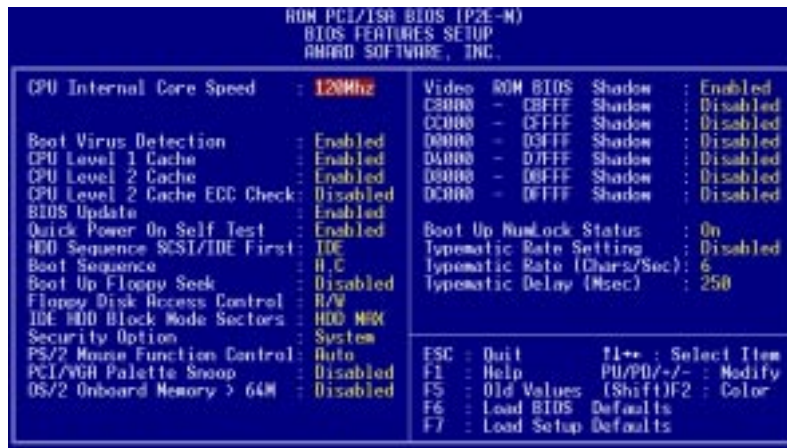 ROM PCI/ISA BIOS (P2E-N)
BIOS FEATURES SETUP
AWARD SOFTWARE, INC.
CPU Internal Core Speed : 120Mhz
Boot Virus Detection : Enabled
CPU Level 1 Cache : Enabled
CPU Level 2 Cache : Enabled
CPU Level 2 Cache ECC Check: Disabled
BIOS Update : Enabled
Quick Power On Self Test : Enabled
HDD Sequence SCSI/IDE First: IDE
Boot Sequence : A,C
Boot Up Floppy Seek : Disabled
Floppy Disk Access Control : R/W
IDE HDD Block Mode Sectors : HDD MAX
Security Option : System
PS/2 Mouse Function Control: Auto
PCI/VGA Palette Snoop : Disabled
OS/2 Onboard Memory > 64M : Disabled
Video ROM BIOS Shadow : Enabled
C8000 - CBFFF Shadow : Disabled
CC000 - CFFFF Shadow : Disabled
D0000 - D3FFF Shadow : Disabled
D4000 - D7FFF Shadow : Disabled
D8000 - DBFFF Shadow : Disabled
DC000 - DFFFF Shadow : Disabled
Boot Up NumLock Status : On
Typematic Rate Setting : Disabled
Typematic Rate (Chars/Sec): 6
Typematic Delay (Msec) : 250
ESC : Quit ↑↓→← : Select Item
F1 : Help PU/PD/+/- : Modify
F5 : Old Values (Shift)F2 : Color
F6 : Load BIOS Defaults
F7 : Load Setup Defaults